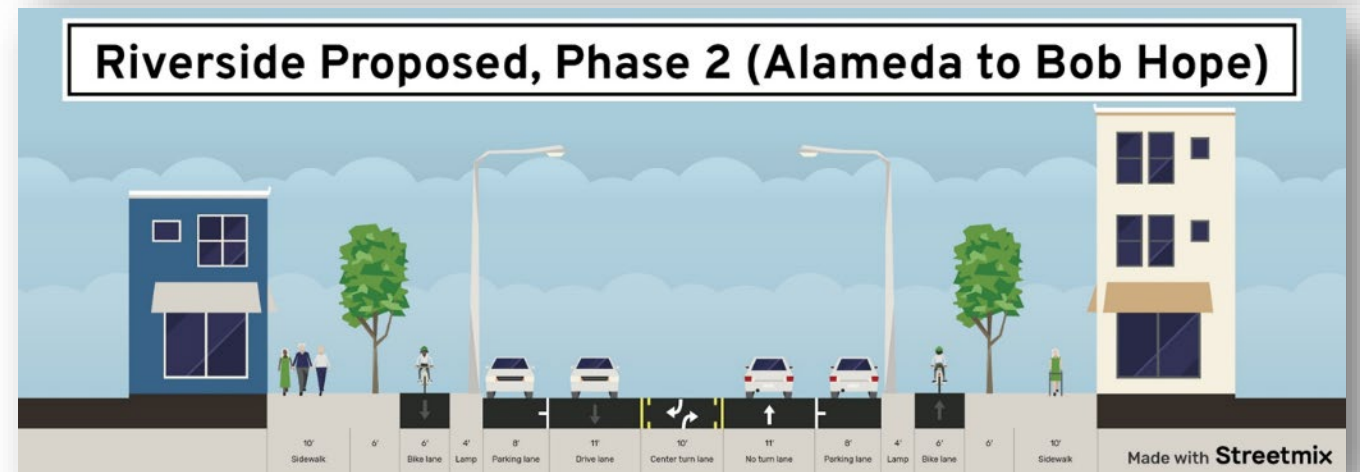 Riverside Proposed, Phase 2 (Alameda to Bob Hope)
10' 6' 6' 4' 8' 11' 10' 11' 8' 4' 6' 6' 10'
Sidewalk Bike lane Lamp Parking lane Drive lane Center turn lane No turn lane Parking lane Lamp Bike lane Sidewalk
Made with Streetmix